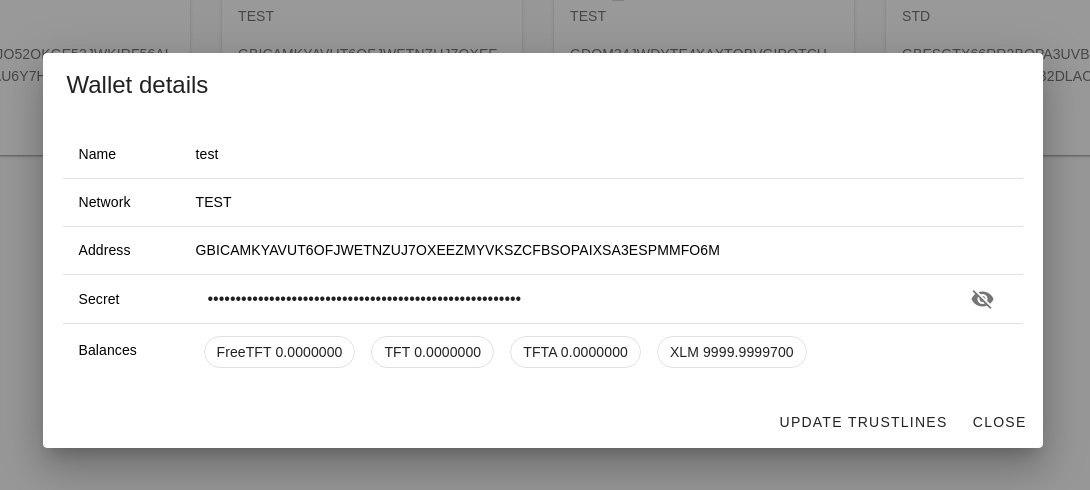 TEST
TEST
STD
Wallet details
Name test
Network TEST
Address GBICAMKYAVUT6OFJWETNZUJ7OXEEZMYVKSZCFBSOPAIXSA3ESPMMFO6M
Secret ••••••••••••••••••••••••••••••••••••••••••••••••••••••••
Balances FreeTFT 0.0000000 TFT 0.0000000 TFTA 0.0000000 XLM 9999.9999700
UPDATE TRUSTLINES CLOSE